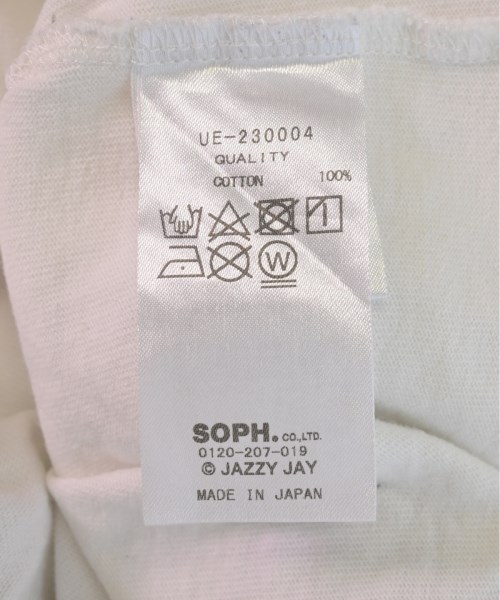 UE-230004
QUALITY
COTTON 100%
W
SOPH. CO.,LTD.
0120-207-019
© JAZZY JAY
MADE IN JAPAN